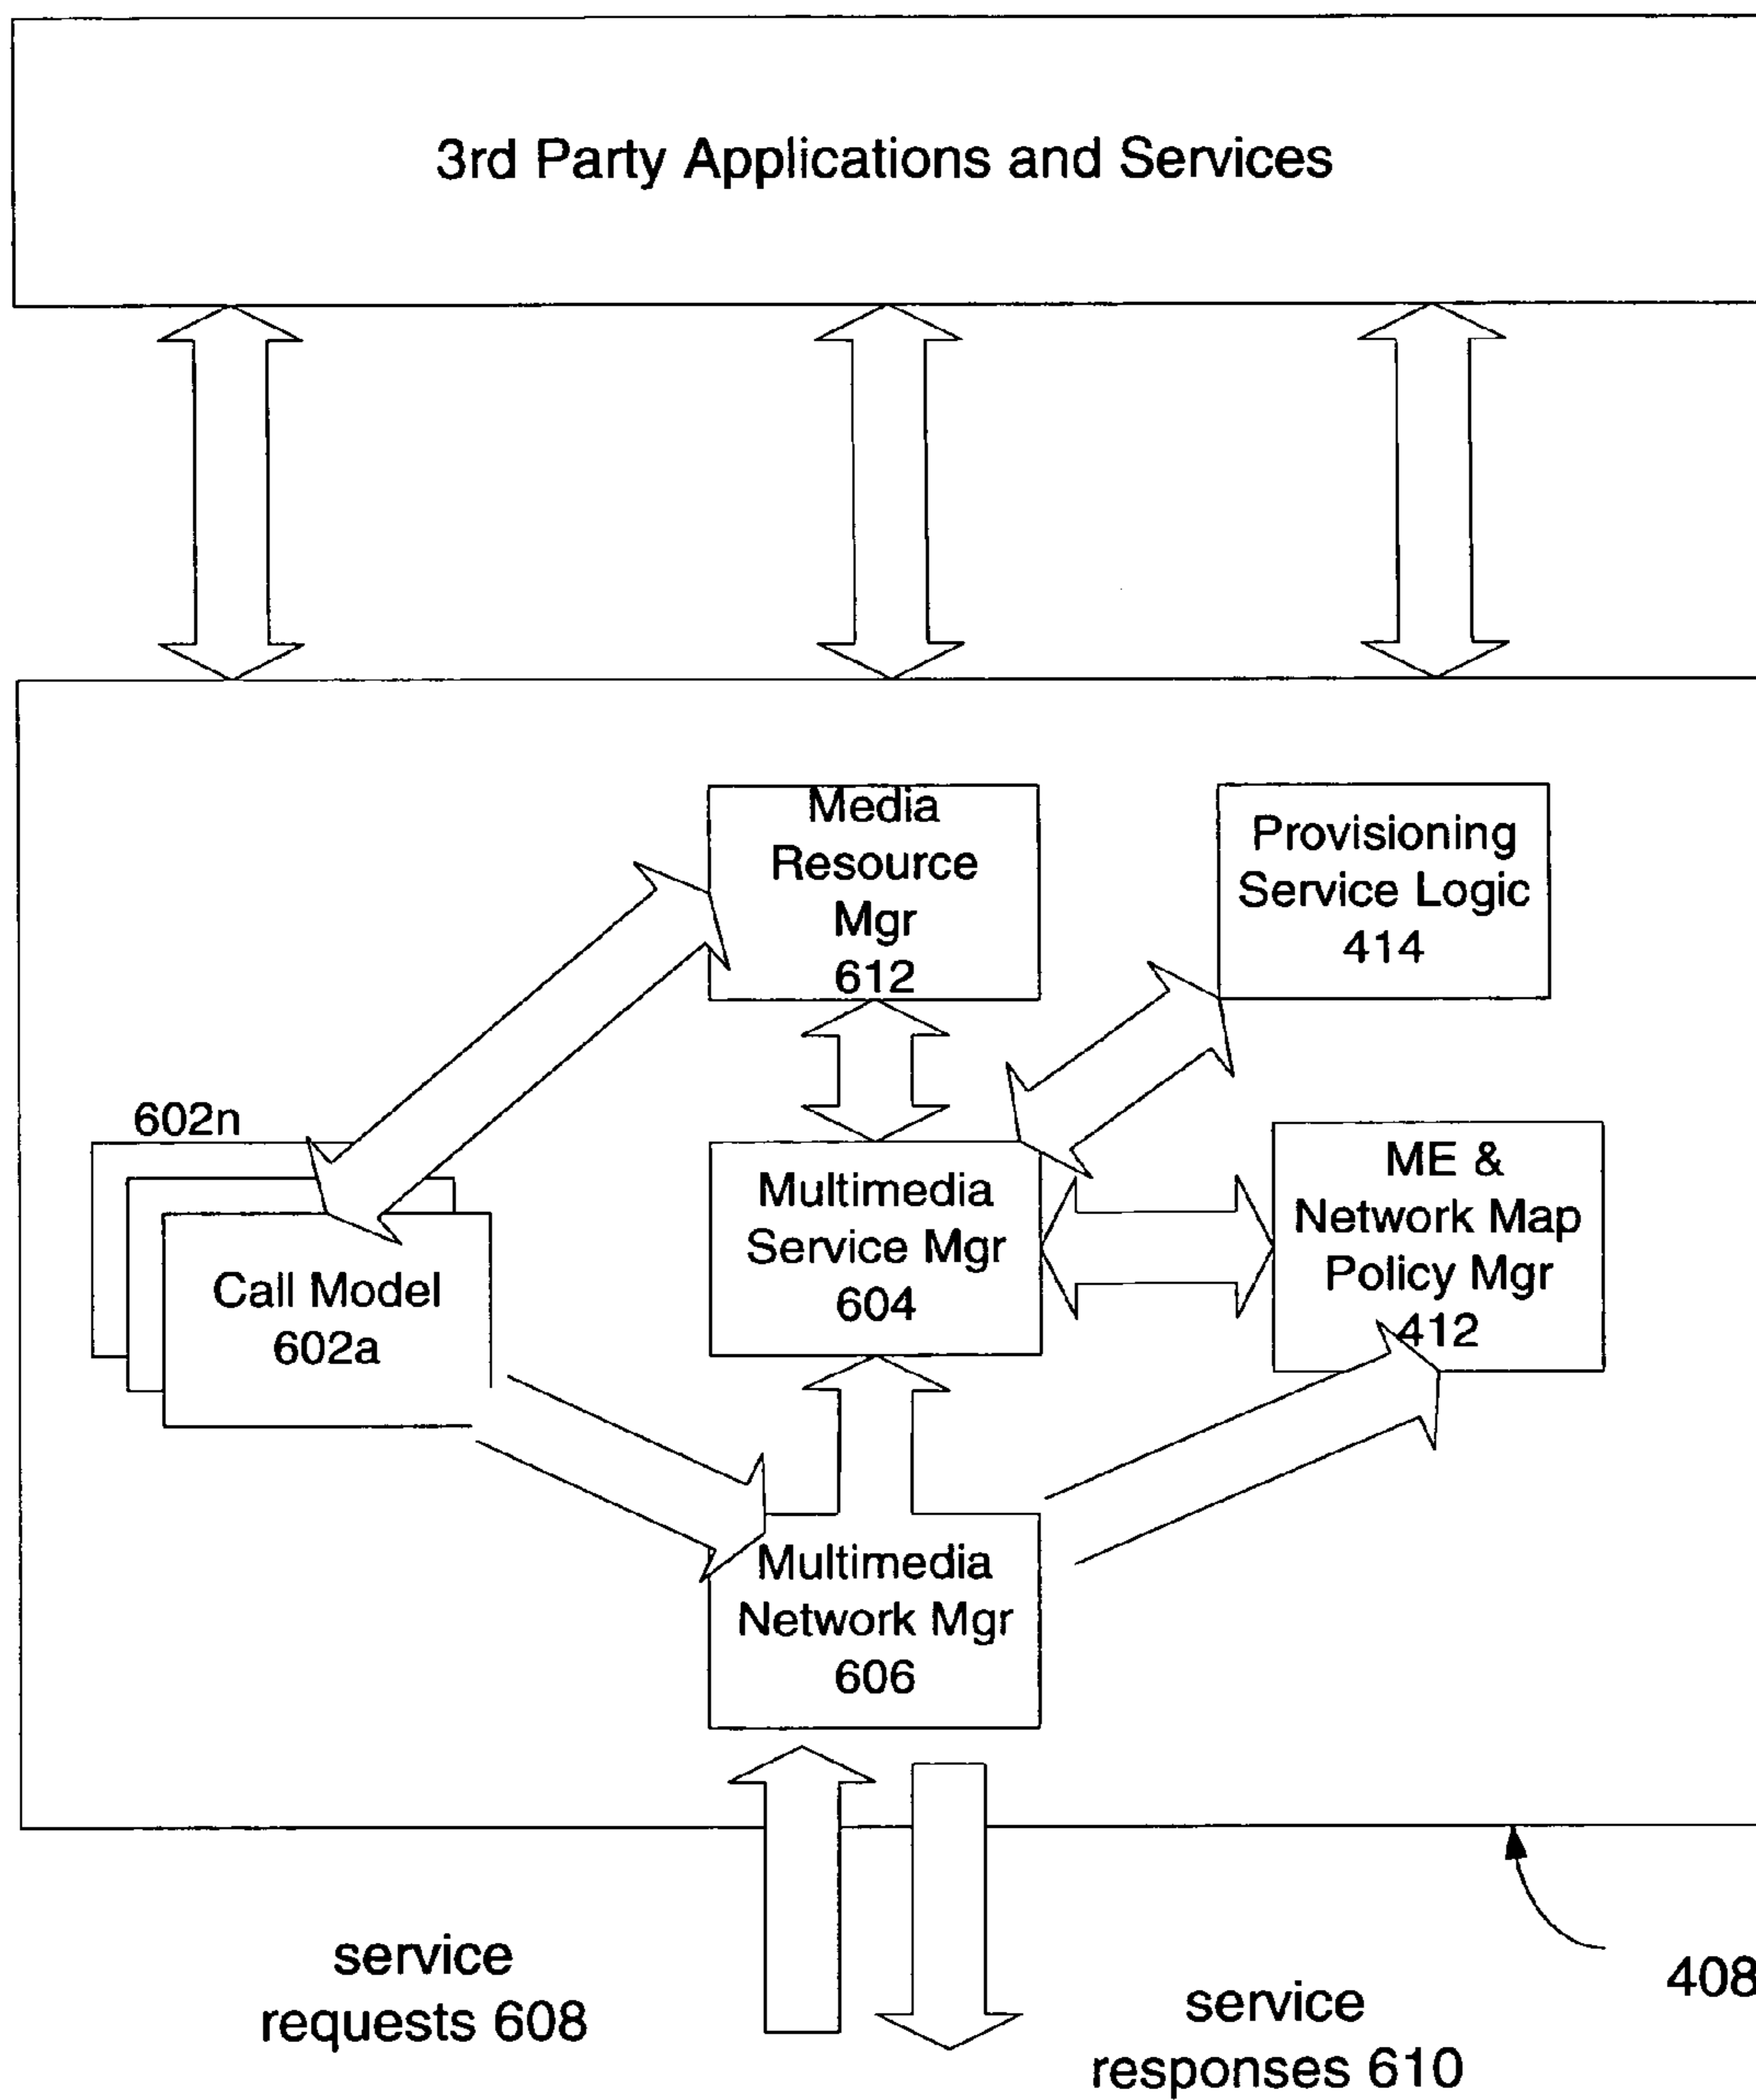 3rd Party Applications and Services
Media
Resource
Mgr
612
Provisioning
Service Logic
414
602n
Call Model
602a
Multimedia
Service Mgr
604
ME &
Network Map
Policy Mgr
412
Multimedia
Network Mgr
606
service
requests 608
service
responses 610
408